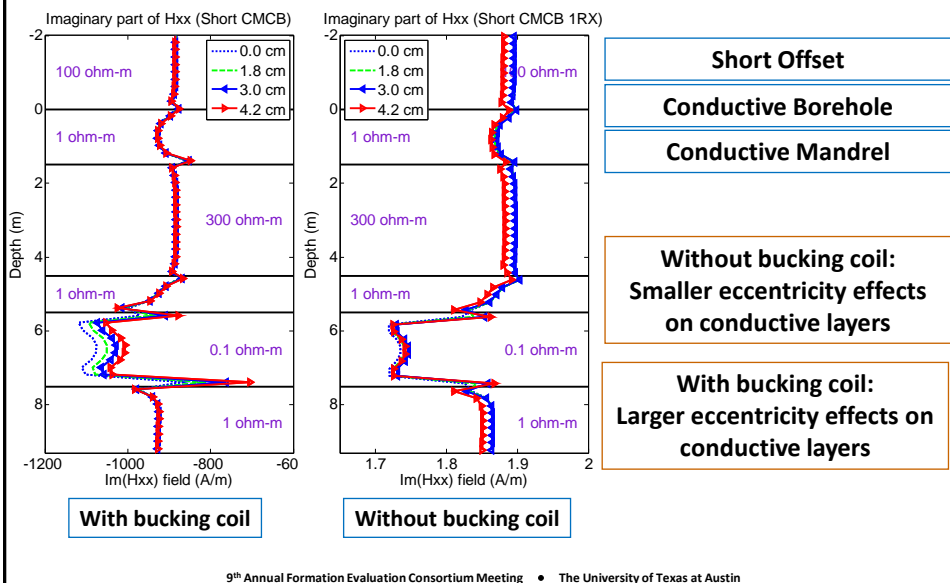 Imaginary part of Hxx (Short CMCB)
-2
0
2
4
6
8
Depth (m)
0.0 cm
1.8 cm
3.0 cm
4.2 cm
100 ohm-m
1 ohm-m
300 ohm-m
1 ohm-m
0.1 ohm-m
1 ohm-m
-1200 -1000 -800 -60
Im(Hxx) field (A/m)
With bucking coil
Imaginary part of Hxx (Short CMCB 1RX)
-2
0
2
4
6
8
Depth (m)
0.0 cm
1.8 cm
3.0 cm
4.2 cm
0 ohm-m
1 ohm-m
300 ohm-m
1 ohm-m
0.1 ohm-m
1 ohm-m
1.7 1.8 1.9 2
Im(Hxx) field (A/m)
Without bucking coil
Short Offset
Conductive Borehole
Conductive Mandrel
Without bucking coil:
Smaller eccentricity effects
on conductive layers
With bucking coil:
Larger eccentricity effects on
conductive layers
9th Annual Formation Evaluation Consortium Meeting • The University of Texas at Austin